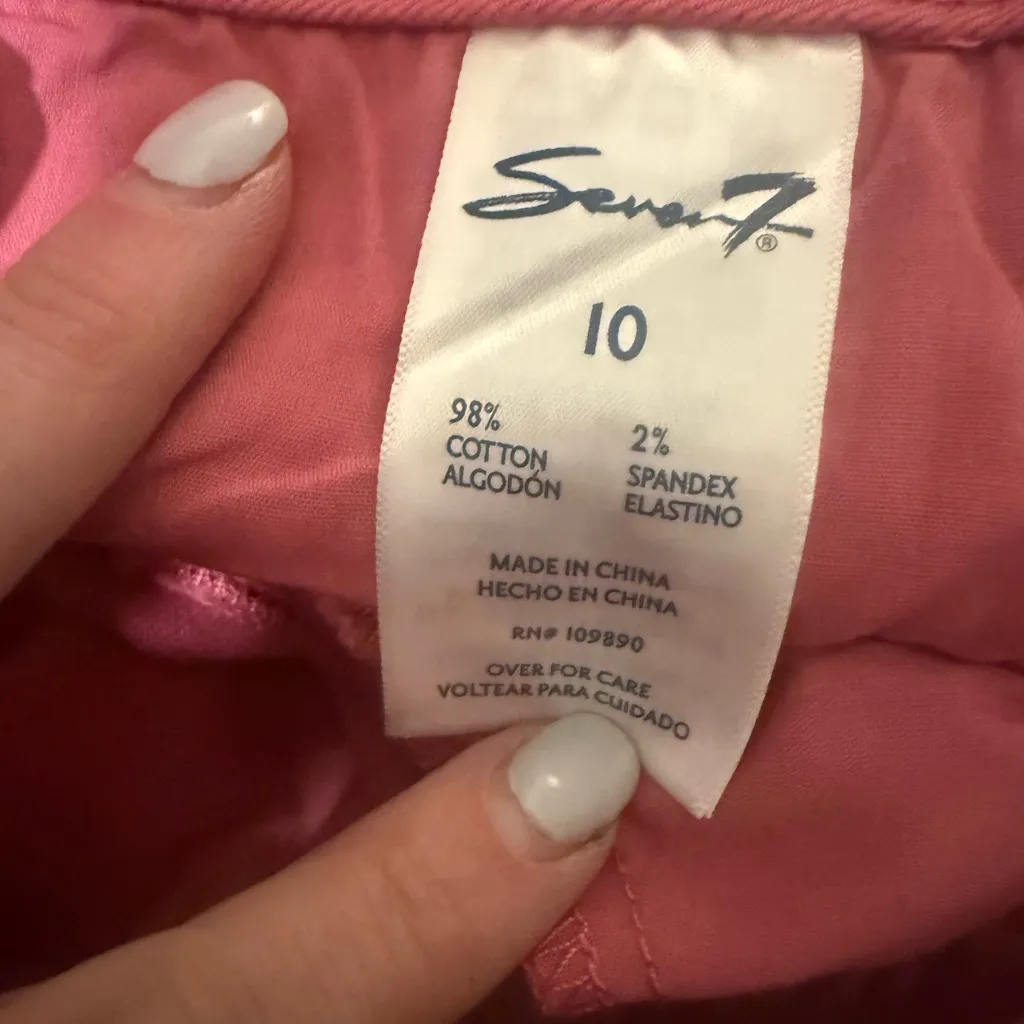 Seven7®
10
98%
COTTON
ALGODÓN
2%
SPANDEX
ELASTINO
MADE IN CHINA
HECHO EN CHINA
RN# 109890
OVER FOR CARE
VOLTEAR PARA CUIDADO